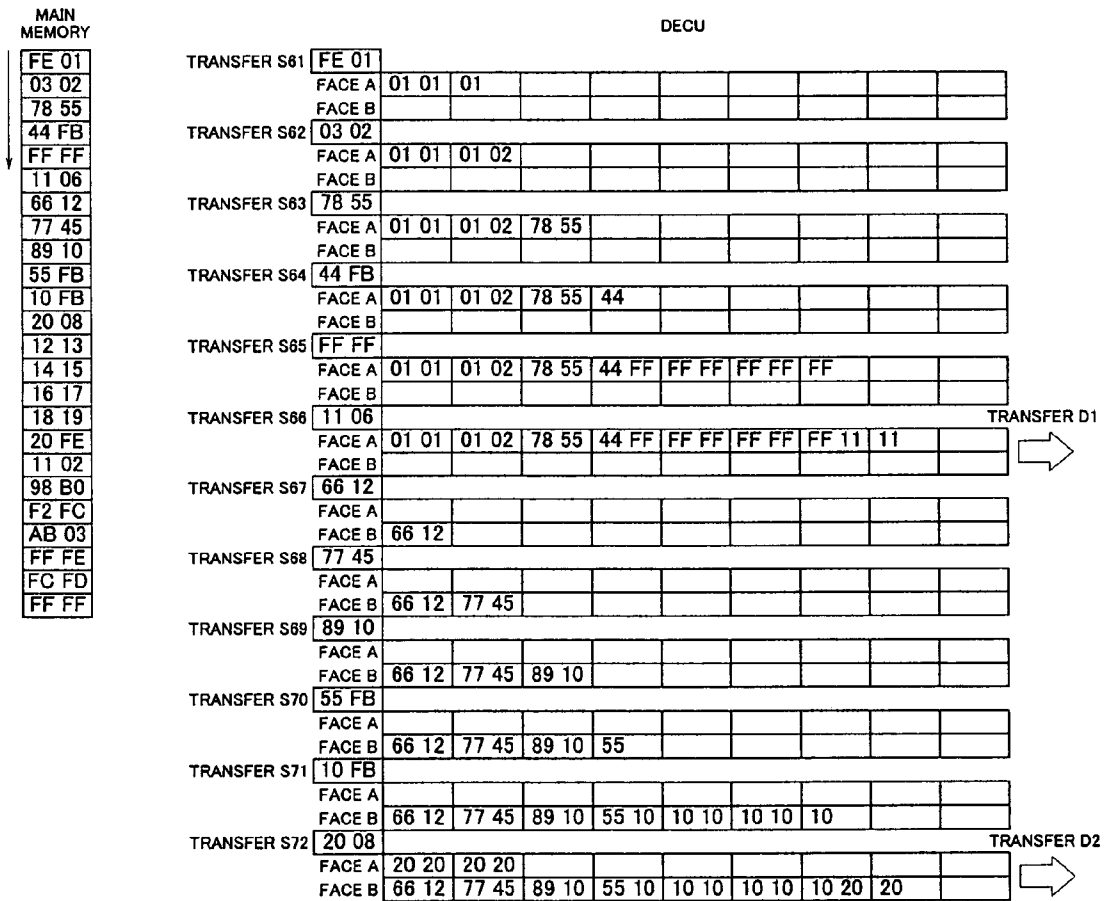 MAIN
MEMORY
FE 01
03 02
78 55
44 FB
FF FF
11 06
66 12
77 45
89 10
55 FB
10 FB
20 08
12 13
14 15
16 17
18 19
20 FE
11 02
98 B0
F2 FC
AB 03
FF FE
FC FD
FF FF
DECU
TRANSFER S61 FE 01
FACE A 01 01 01
FACE B
TRANSFER S62 03 02
FACE A 01 01 01 02
FACE B
TRANSFER S63 78 55
FACE A 01 01 01 02 78 55
FACE B
TRANSFER S64 44 FB
FACE A 01 01 01 02 78 55 44
FACE B
TRANSFER S65 FF FF
FACE A 01 01 01 02 78 55 44 FF FF FF FF FF FF
FACE B
TRANSFER S66 11 06 TRANSFER D1
FACE A 01 01 01 02 78 55 44 FF FF FF FF FF FF 11 11
FACE B
TRANSFER S67 66 12
FACE A
FACE B 66 12
TRANSFER S68 77 45
FACE A
FACE B 66 12 77 45
TRANSFER S69 89 10
FACE A
FACE B 66 12 77 45 89 10
TRANSFER S70 55 FB
FACE A
FACE B 66 12 77 45 89 10 55
TRANSFER S71 10 FB
FACE A
FACE B 66 12 77 45 89 10 55 10 10 10 10 10 10
TRANSFER S72 20 08 TRANSFER D2
FACE A 20 20 20 20
FACE B 66 12 77 45 89 10 55 10 10 10 10 10 10 20 20